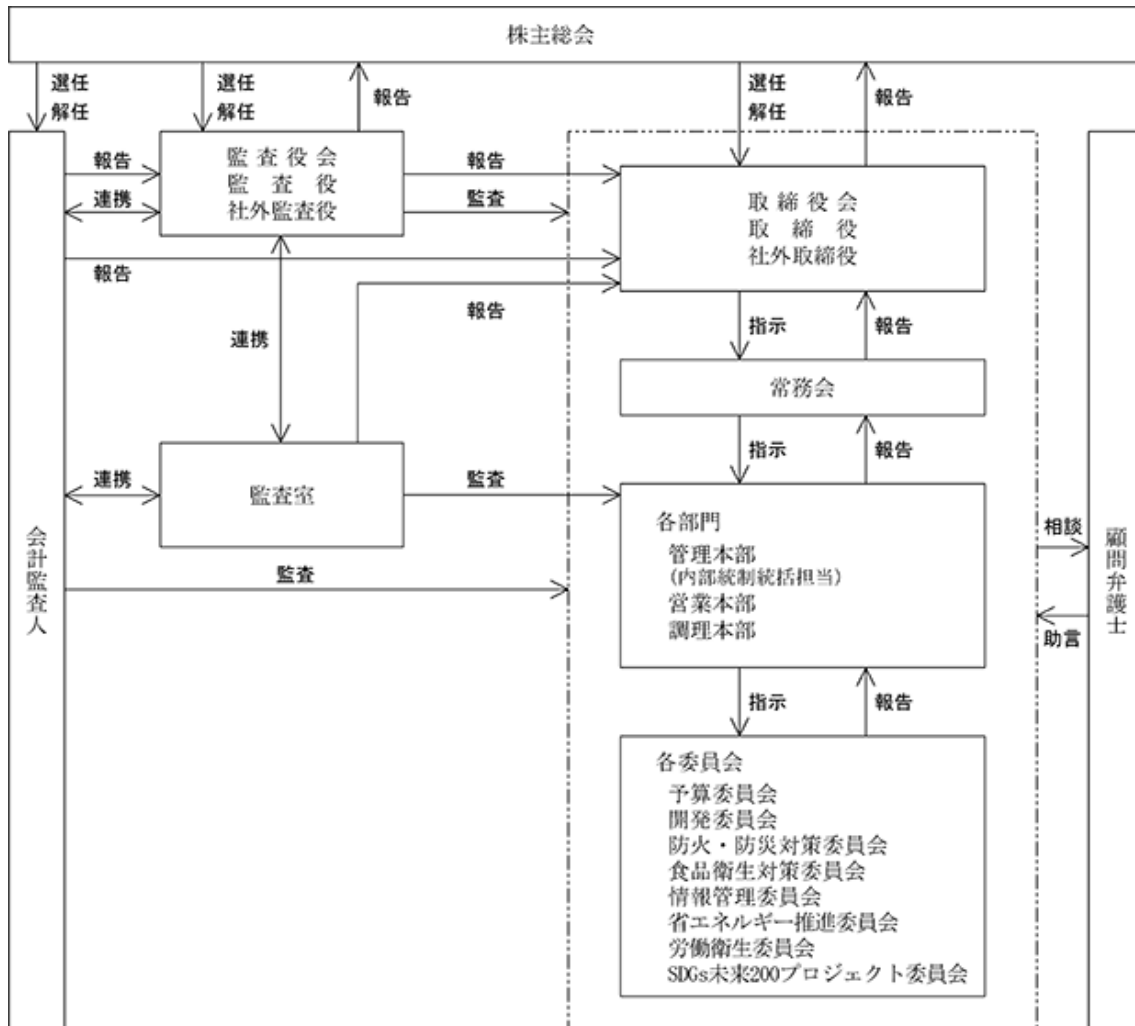 株主総会
選任
解任
選任
解任
報告
選任
解任
報告
監査役会
監査役
社外監査役
報告
連携
報告
監査
取締役会
取締役
社外取締役
報告
報告
連携
指示
報告
常務会
指示
報告
連携
監査室
監査
各部門
管理本部
(内部統制統括担当)
営業本部
調理本部
会計監査人
監査
相談
助言
顧問弁護士
指示
報告
各委員会
予算委員会
開発委員会
防火・防災対策委員会
食品衛生対策委員会
情報管理委員会
省エネルギー推進委員会
労働衛生委員会
SDGs未来200プロジェクト委員会